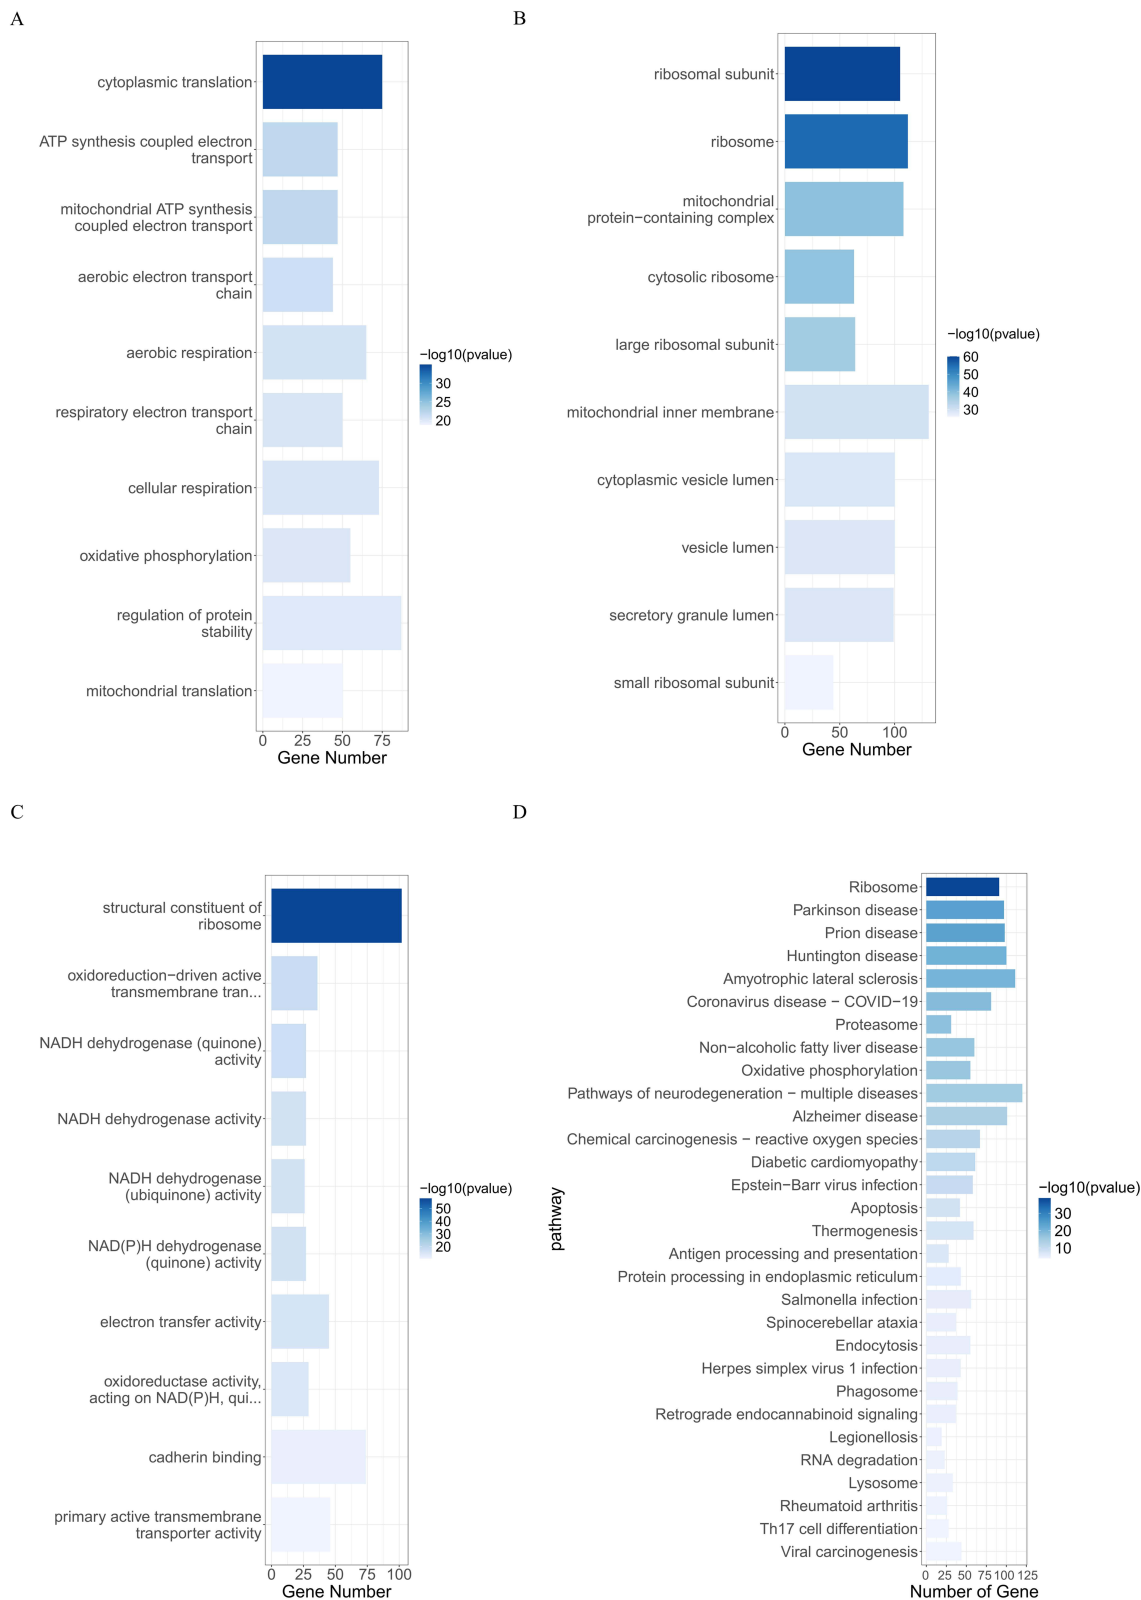 A
cytoplasmic translation
ATP synthesis coupled electron
transport
mitochondrial ATP synthesis
coupled electron transport
aerobic electron transport
chain
aerobic respiration
respiratory electron transport
chain
cellular respiration
oxidative phosphorylation
regulation of protein
stability
mitochondrial translation
0 25 50 75
Gene Number
−log10(pvalue)
30
25
20
B
ribosomal subunit
ribosome
mitochondrial
protein−containing complex
cytosolic ribosome
large ribosomal subunit
mitochondrial inner membrane
cytoplasmic vesicle lumen
vesicle lumen
secretory granule lumen
small ribosomal subunit
0 50 100
Gene Number
−log10(pvalue)
60
50
40
30
C
structural constituent of
ribosome
oxidoreduction−driven active
transmembrane tran...
NADH dehydrogenase (quinone)
activity
NADH dehydrogenase activity
NADH dehydrogenase
(ubiquinone) activity
NAD(P)H dehydrogenase
(quinone) activity
electron transfer activity
oxidoreductase activity,
acting on NAD(P)H, qui...
cadherin binding
primary active transmembrane
transporter activity
0 25 50 75 100
Gene Number
−log10(pvalue)
50
40
30
20
D
pathway
Ribosome
Parkinson disease
Prion disease
Huntington disease
Amyotrophic lateral sclerosis
Coronavirus disease − COVID−19
Proteasome
Non−alcoholic fatty liver disease
Oxidative phosphorylation
Pathways of neurodegeneration − multiple diseases
Alzheimer disease
Chemical carcinogenesis − reactive oxygen species
Diabetic cardiomyopathy
Epstein−Barr virus infection
Apoptosis
Thermogenesis
Antigen processing and presentation
Protein processing in endoplasmic reticulum
Salmonella infection
Spinocerebellar ataxia
Endocytosis
Herpes simplex virus 1 infection
Phagosome
Retrograde endocannabinoid signaling
Legionellosis
RNA degradation
Lysosome
Rheumatoid arthritis
Th17 cell differentiation
Viral carcinogenesis
0 25 50 75 100 125
Number of Gene
−log10(pvalue)
30
20
10